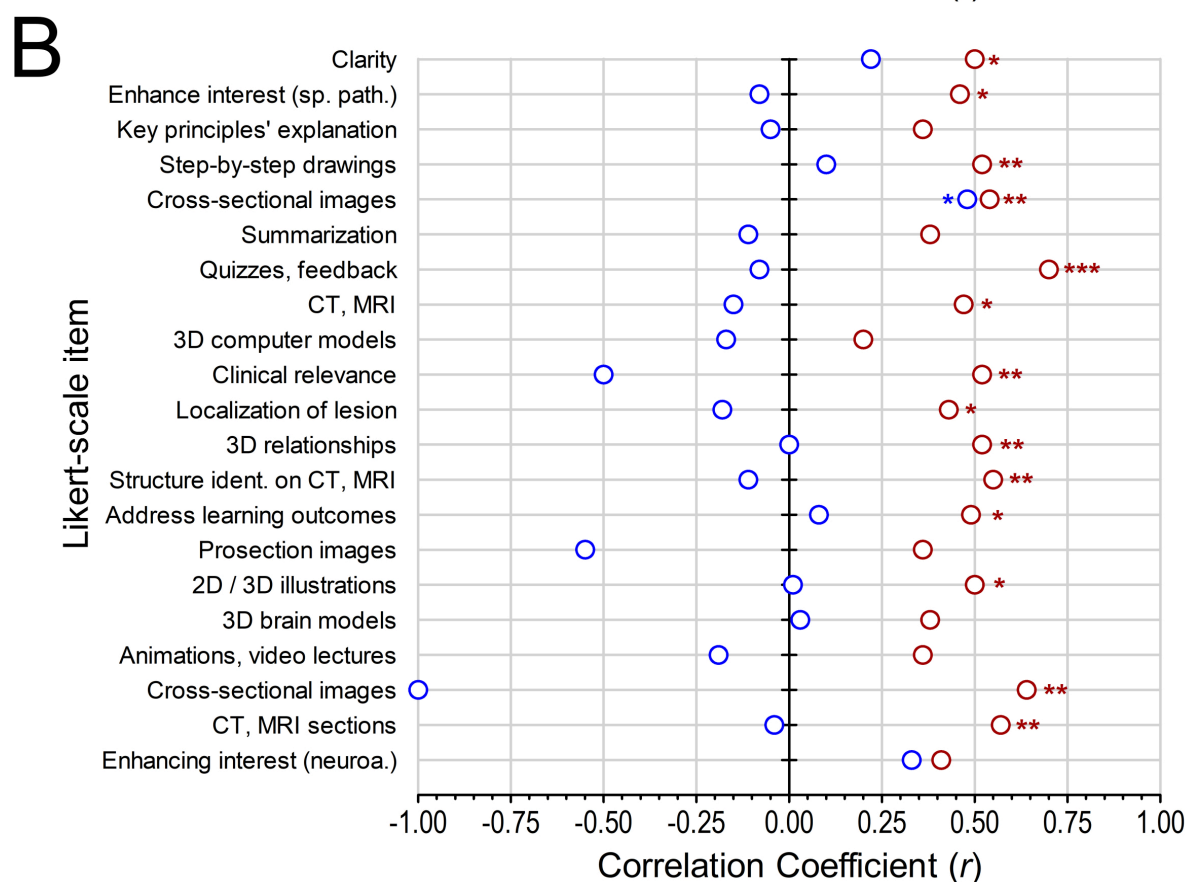 B
Clarity *
Enhance interest (sp. path.) *
Key principles' explanation
Step-by-step drawings **
Cross-sectional images * **
Summarization
Quizzes, feedback ***
CT, MRI *
3D computer models
Clinical relevance **
Localization of lesion *
3D relationships **
Structure ident. on CT, MRI **
Address learning outcomes *
Prosection images
2D / 3D illustrations *
3D brain models
Animations, video lectures
Cross-sectional images **
CT, MRI sections **
Enhancing interest (neuroa.)
Likert-scale item
-1.00 -0.75 -0.50 -0.25 0.00 0.25 0.50 0.75 1.00
Correlation Coefficient (r)